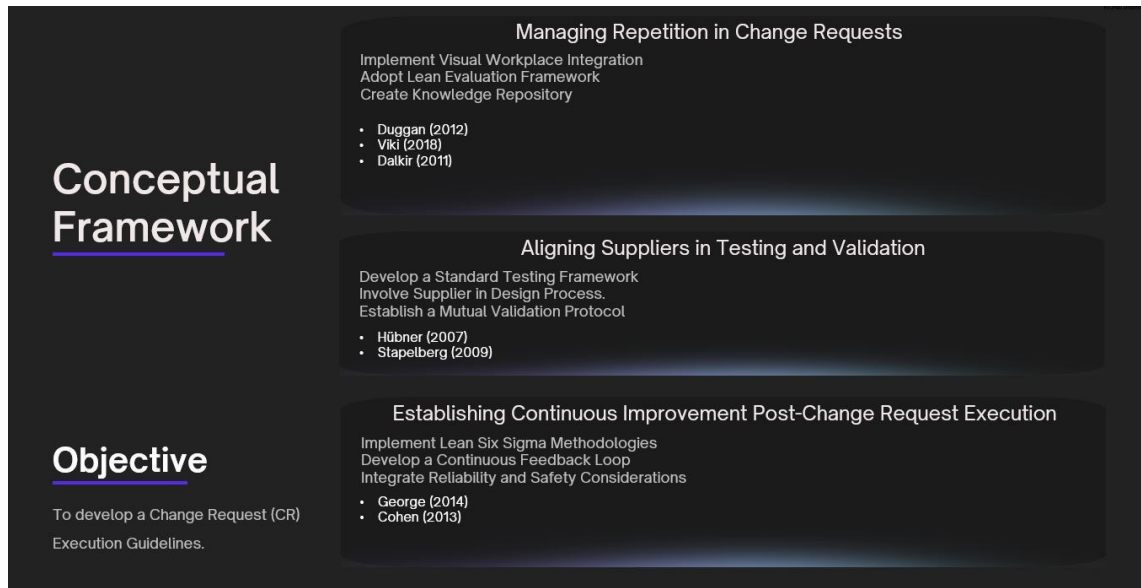 Conceptual
Framework
Objective
To develop a Change Request (CR)
Execution Guidelines.
Managing Repetition in Change Requests
Implement Visual Workplace Integration
Adopt Lean Evaluation Framework
Create Knowledge Repository
• Duggan (2012)
• Viki (2018)
• Dalkir (2011)
Aligning Suppliers in Testing and Validation
Develop a Standard Testing Framework
Involve Supplier in Design Process.
Establish a Mutual Validation Protocol
• Hübner (2007)
• Stapelberg (2009)
Establishing Continuous Improvement Post-Change Request Execution
Implement Lean Six Sigma Methodologies
Develop a Continuous Feedback Loop
Integrate Reliability and Safety Considerations
• George (2014)
• Cohen (2013)